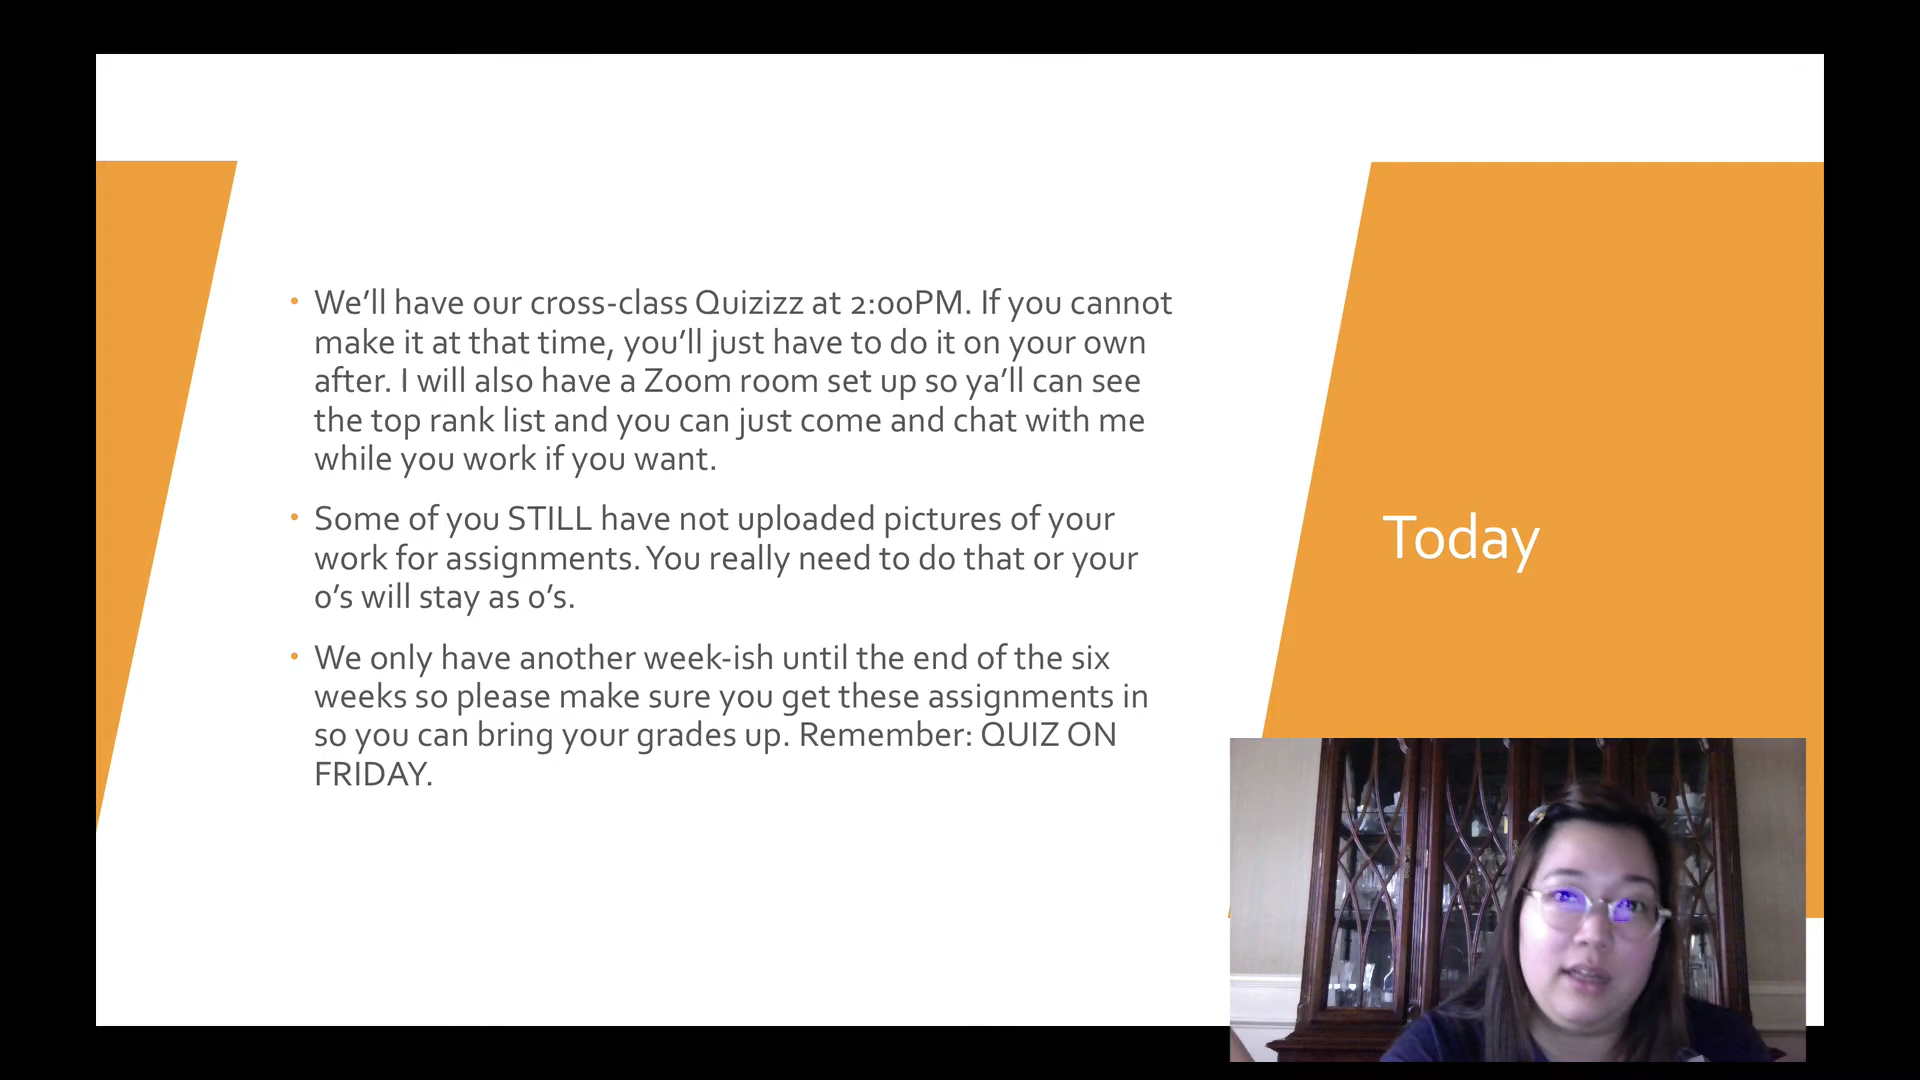 We’ll have our cross-class Quizizz at 2:00PM. If you cannot
make it at that time, you’ll just have to do it on your own
after. I will also have a Zoom room set up so ya’ll can see
the top rank list and you can just come and chat with me
while you work if you want.
Some of you STILL have not uploaded pictures of your
work for assignments. You really need to do that or your
0’s will stay as 0’s.
We only have another week-ish until the end of the six
weeks so please make sure you get these assignments in
so you can bring your grades up. Remember: QUIZ ON
FRIDAY.
Today